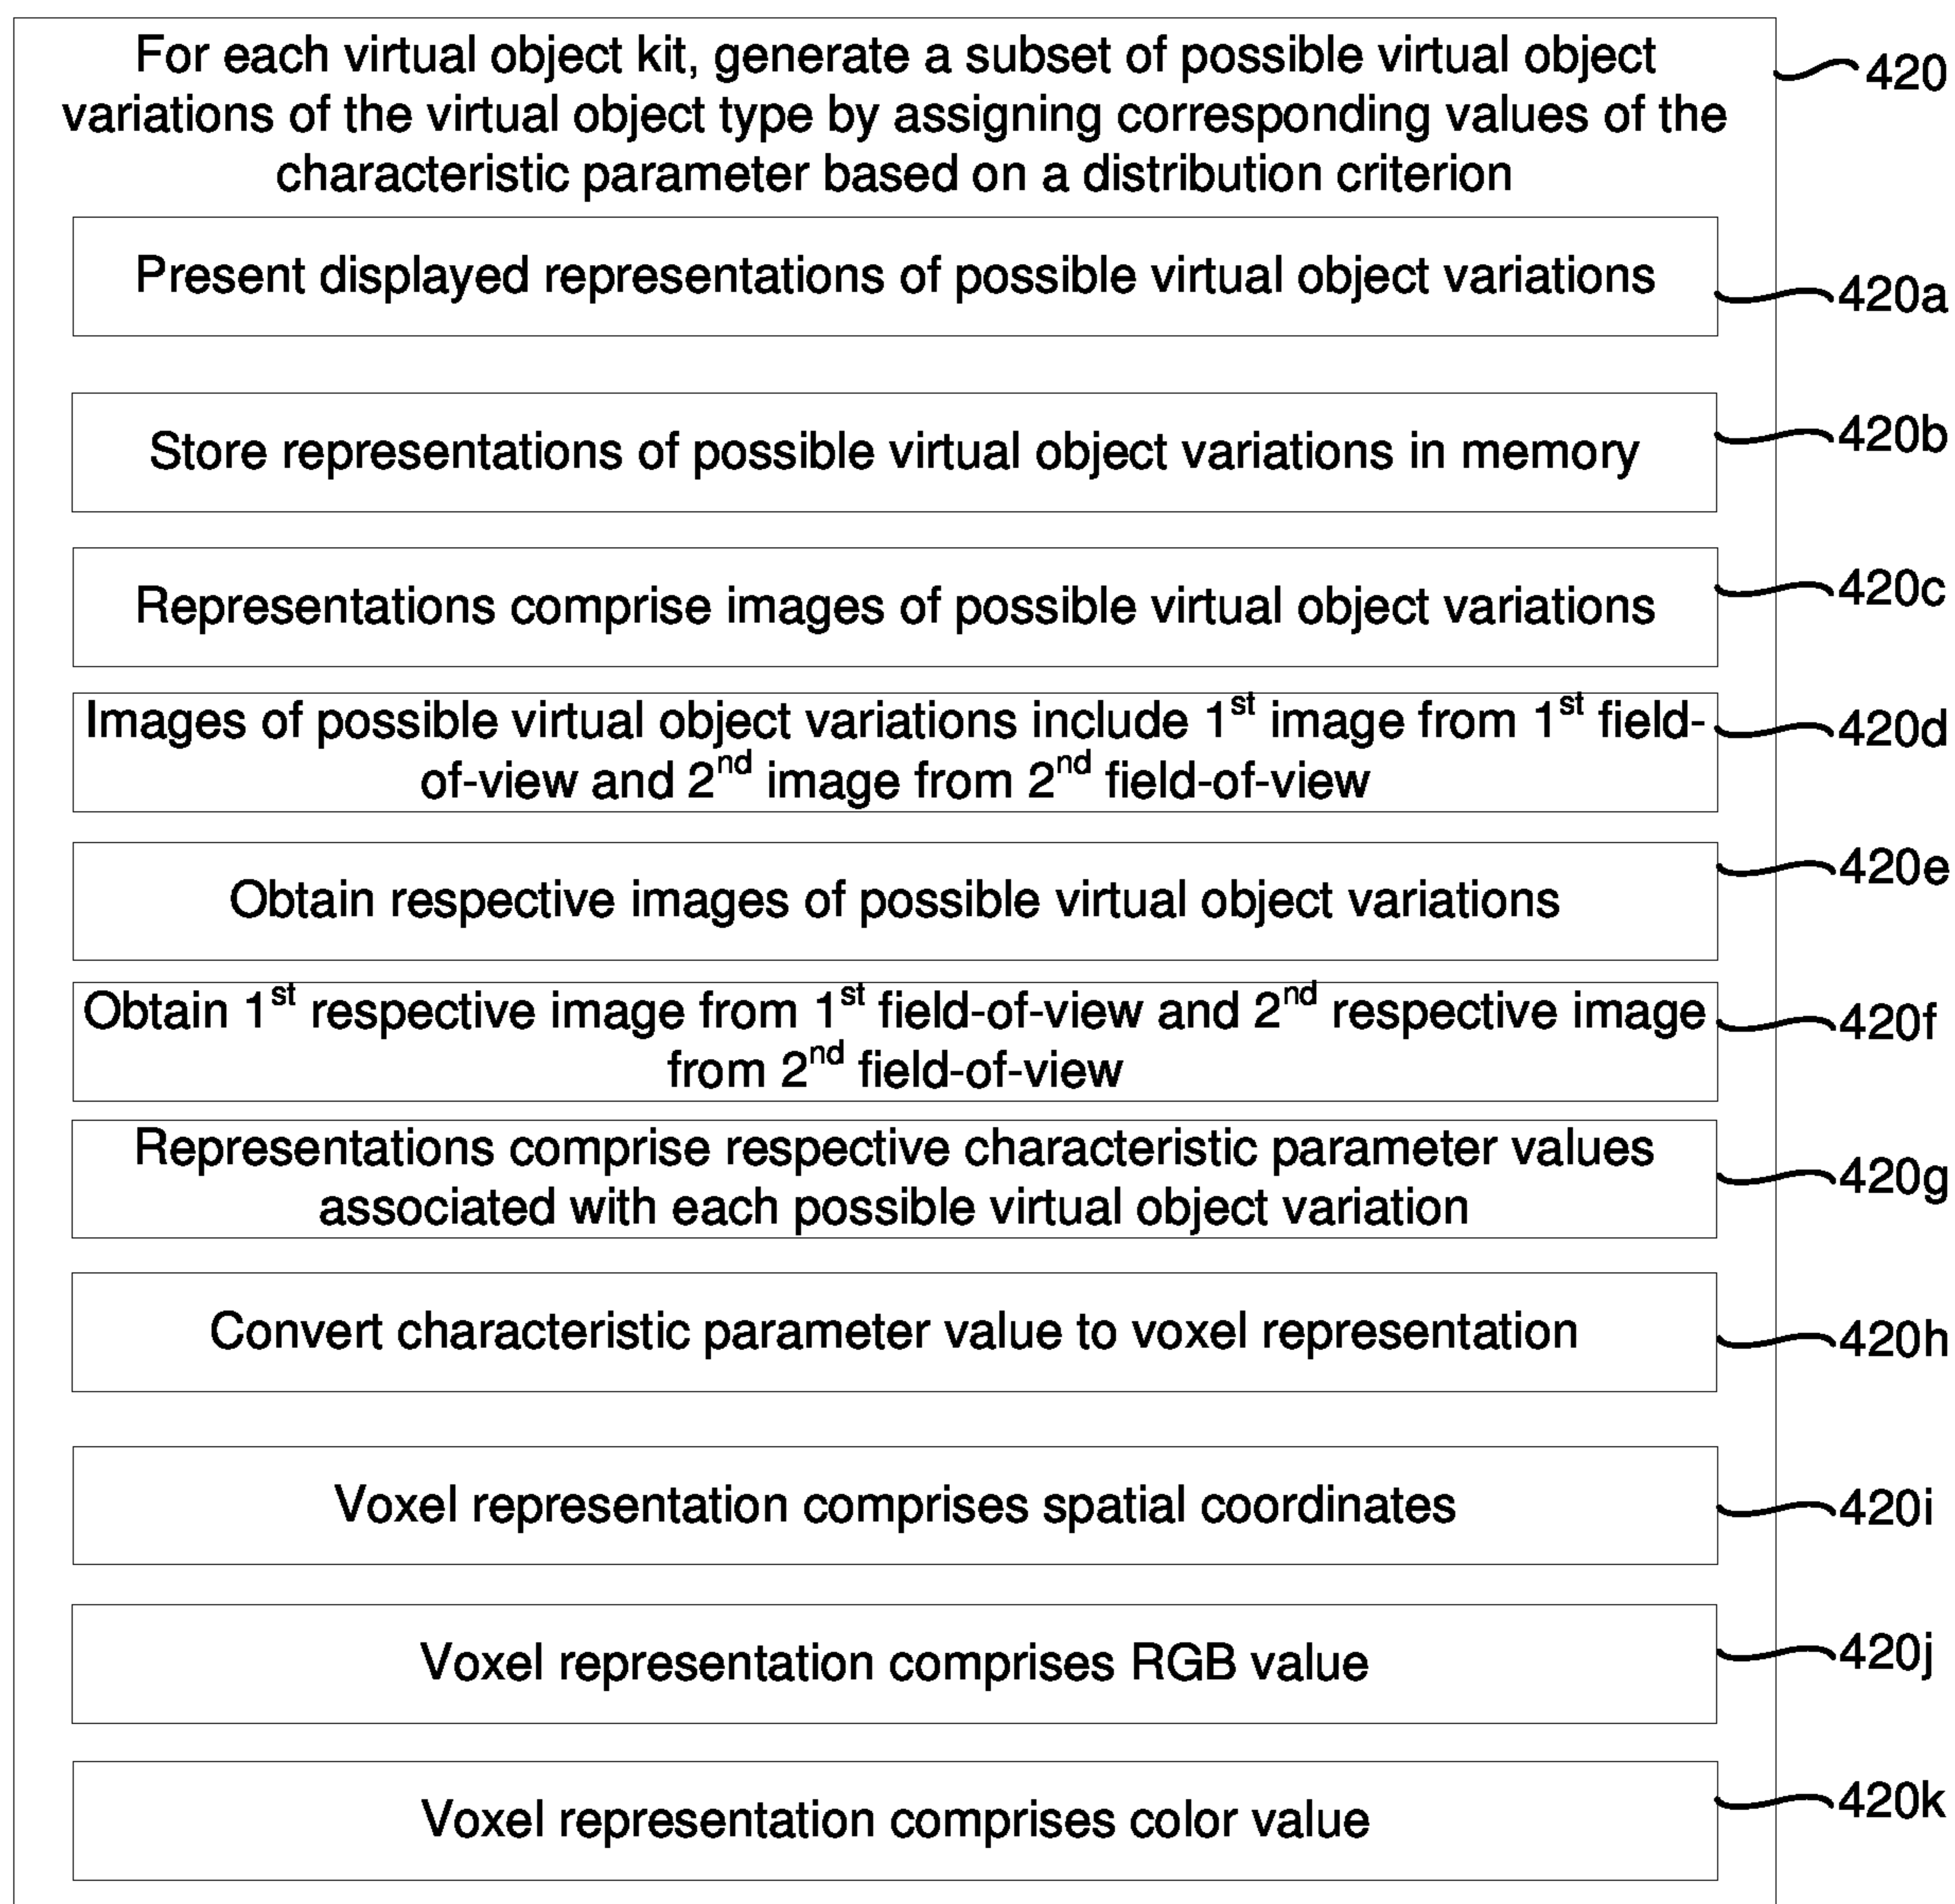 For each virtual object kit, generate a subset of possible virtual object
variations of the virtual object type by assigning corresponding values of the
characteristic parameter based on a distribution criterion
420
Present displayed representations of possible virtual object variations
420a
Store representations of possible virtual object variations in memory
420b
Representations comprise images of possible virtual object variations
420c
Images of possible virtual object variations include 1st image from 1st field-
of-view and 2nd image from 2nd field-of-view
420d
Obtain respective images of possible virtual object variations
420e
Obtain 1st respective image from 1st field-of-view and 2nd respective image
from 2nd field-of-view
420f
Representations comprise respective characteristic parameter values
associated with each possible virtual object variation
420g
Convert characteristic parameter value to voxel representation
420h
Voxel representation comprises spatial coordinates
420i
Voxel representation comprises RGB value
420j
Voxel representation comprises color value
420k